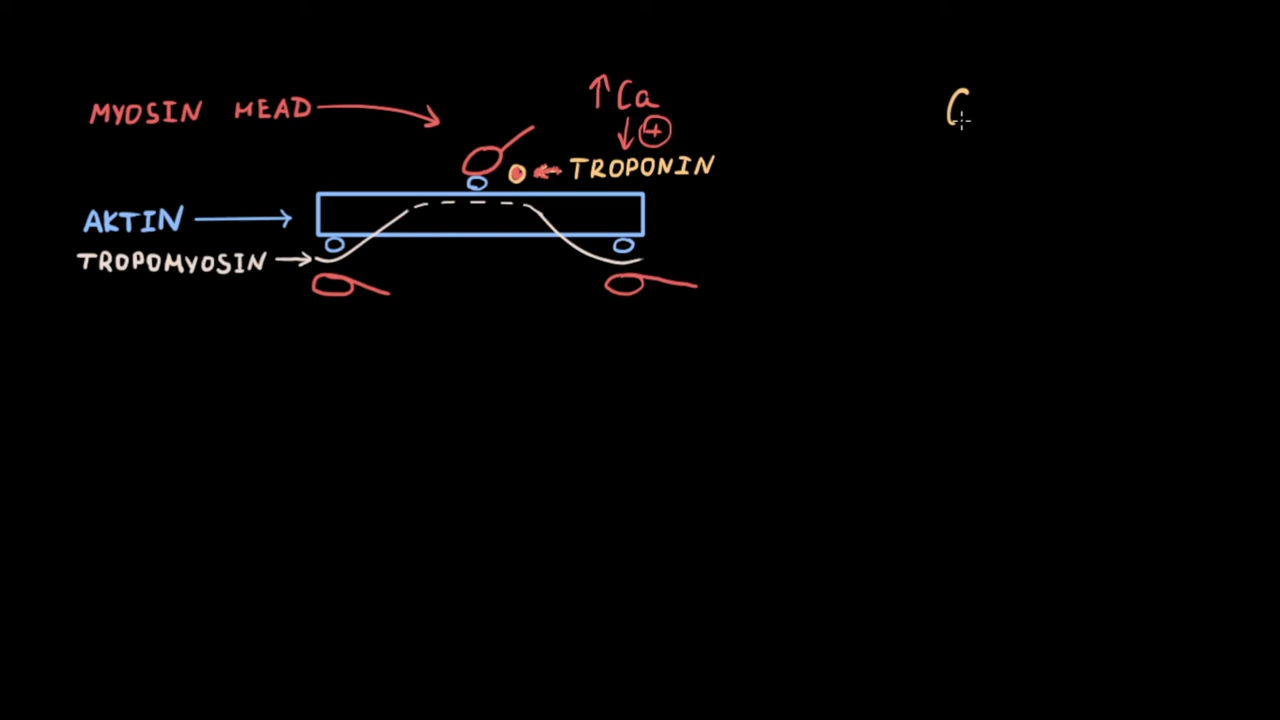 ↑Ca
MYOSIN HEAD
↓ +
TROPONIN
AKTIN
TROPOMYOSIN